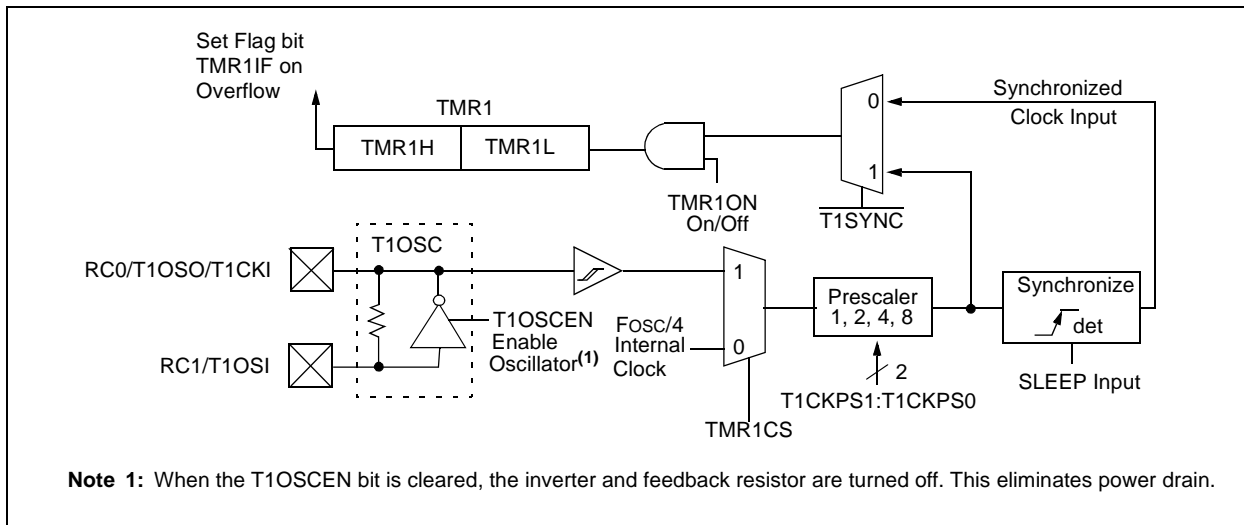 Set Flag bit
TMR1IF on
Overflow
TMR1
TMR1H
TMR1L
TMR1ON
On/Off
0
1
T1SYNC
Synchronized
Clock Input
T1OSC
RC0/T1OSO/T1CKI
RC1/T1OSI
T1OSCEN
Enable
Oscillator(1)
FOSC/4
Internal
Clock
1
0
TMR1CS
Prescaler
1, 2, 4, 8
2
T1CKPS1:T1CKPS0
Synchronize
det
SLEEP Input
Note 1: When the T1OSCEN bit is cleared, the inverter and feedback resistor are turned off. This eliminates power drain.